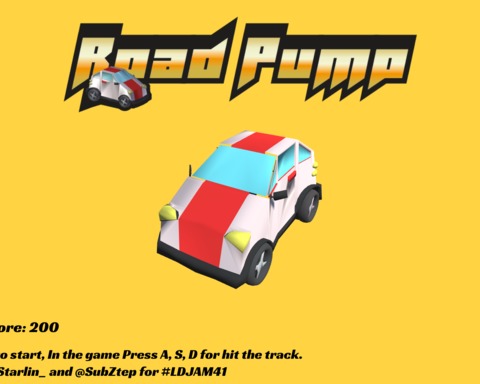 Road Pump
ore: 200
o start, In the game Press A, S, D for hit the track.
Starlin_ and @SubZtep for #LDJAM41